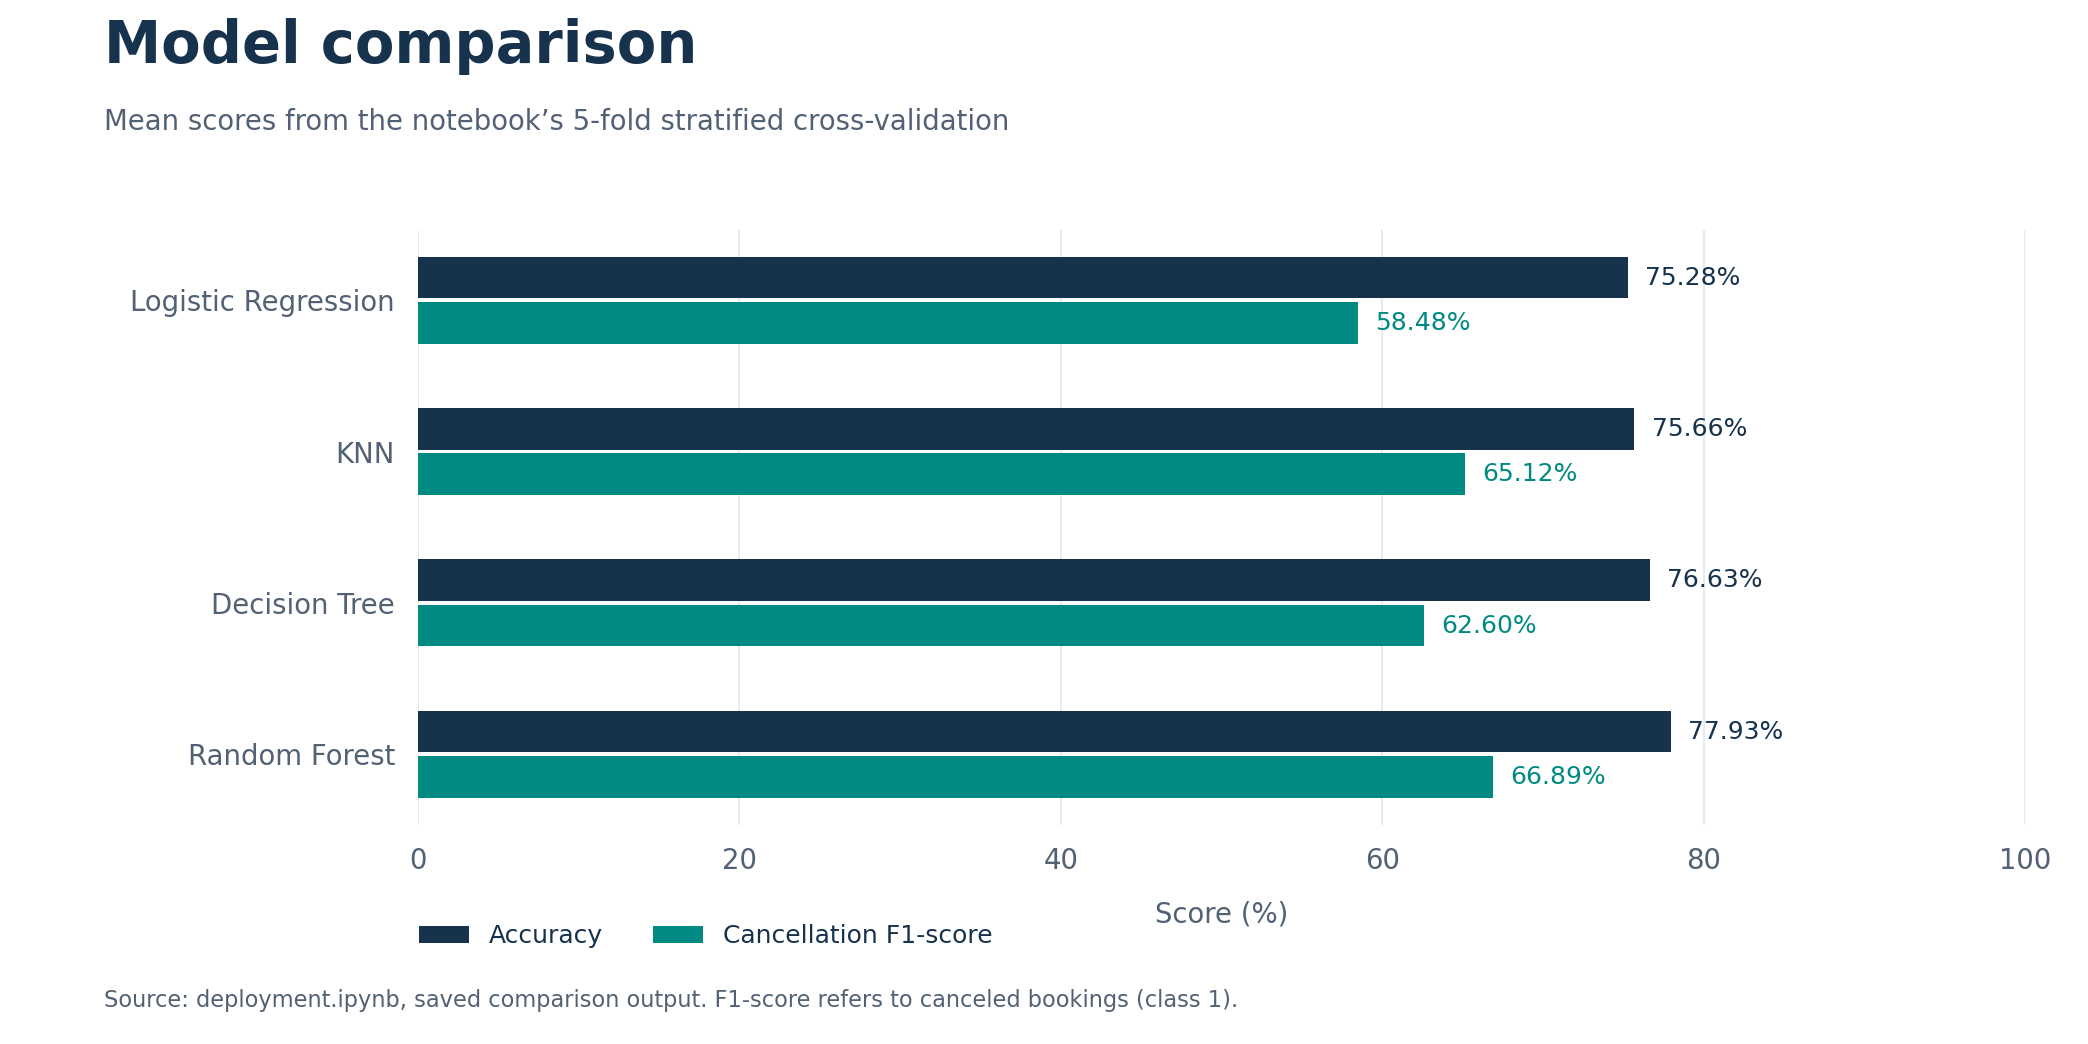 Model comparison
Mean scores from the notebook’s 5-fold stratified cross-validation
Logistic Regression
75.28%
58.48%
KNN
75.66%
65.12%
Decision Tree
76.63%
62.60%
Random Forest
77.93%
66.89%
0 20 40 60 80 100
Score (%)
Accuracy Cancellation F1-score
Source: deployment.ipynb, saved comparison output. F1-score refers to canceled bookings (class 1).